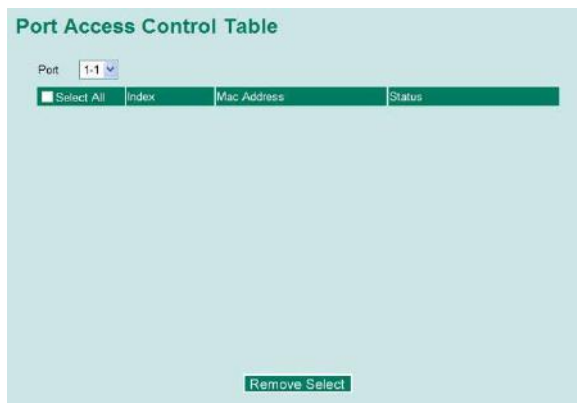 Port Access Control Table
Port 1-1
Select All Index Mac Address Status
Remove Select